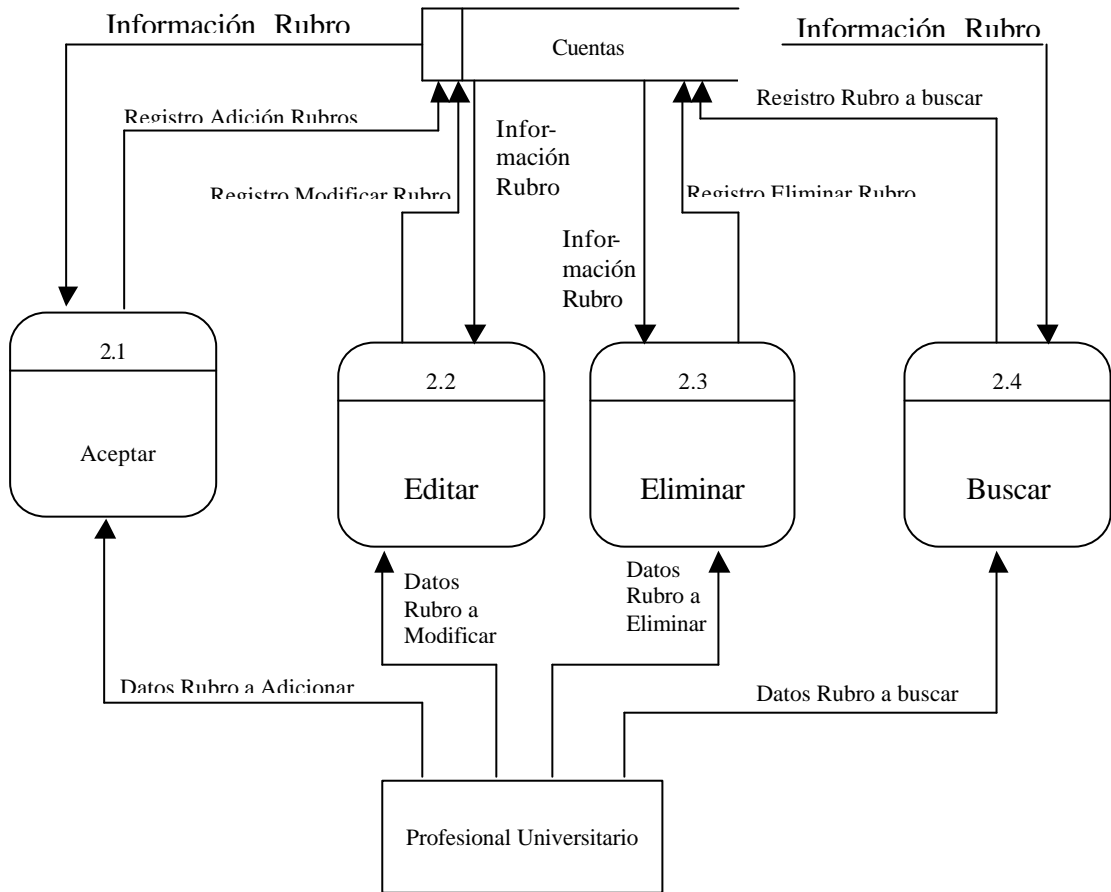 Información Rubro
Cuentas
Información Rubro
Registro Adición Rubros
Registro Rubro a buscar
Infor-
mación
Rubro
Registro Modificar Rubro
Registro Eliminar Rubro
Infor-
mación
Rubro
2.1
Aceptar
2.2
Editar
2.3
Eliminar
2.4
Buscar
Datos
Rubro a
Modificar
Datos
Rubro a
Eliminar
Datos Rubro a Adicionar
Datos Rubro a buscar
Profesional Universitario